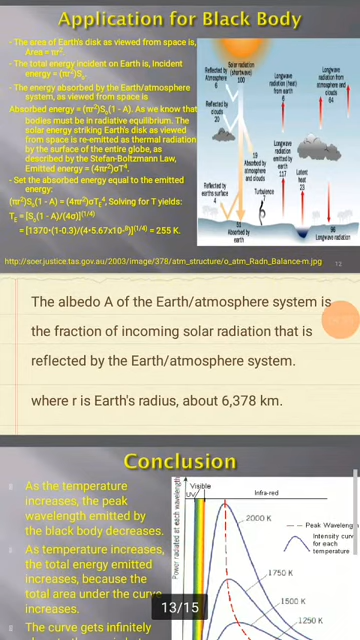 Application for Black Body
- The area of Earth's disk as viewed from space is,
Area = πr².
- The total energy incident on Earth is, Incident
energy = (πr²)So.
- The energy absorbed by the Earth/atmosphere
system, as viewed from space is
Absorbed energy = (πr²)So(1 - A). As we know that
bodies must be in radiative equilibrium. The
solar energy striking Earth's disk as viewed
from space is re-emitted as thermal radiation
by the surface of the entire globe, as
described by the Stefan-Boltzmann Law,
Emitted energy = (4πr²)σT⁴.
- Set the absorbed energy equal to the emitted
energy:
(πr²)So(1 - A) = (4πr²)σTE⁴, Solving for T yields:
TE = [So(1 - A)/(4σ)](1/4)
= [1370•(1-0.3)/(4•5.67x10-8)](1/4) = 255 K.
Solar radiation
(shortwave)
100
Reflected by
Atmosphere
6
Reflected by
clouds
20
Reflected by
earths surface
4
Absorbed by
earth
19
Absorbed by
atmosphere
and clouds
Turbulence
Longwave
radiation (heat)
from earth
6
Longwave
radiation from
atmosphere and
clouds
64
Longwave
radiation
emitted by
earth
117
Latent
heat
23
96
Longwave radiation
http://soer.justice.tas.gov.au/2003/image/378/atm_structure/o_atm_Radn_Balance-m.jpg
12
The albedo A of the Earth/atmosphere system is
the fraction of incoming solar radiation that is
reflected by the Earth/atmosphere system.
where r is Earth's radius, about 6,378 km.
Conclusion
As the temperature
increases, the peak
wavelength emitted by
the black body decreases.
As temperature increases,
the total energy emitted
increases, because the
total area under the curve
increases.
The curve gets infinitely
Visible
UV
Infra-red
Power radiated at each wavelength
2000 K
1750 K
1500 K
1250
Peak Wavelength
Intensity curve
for each
temperature
13/15